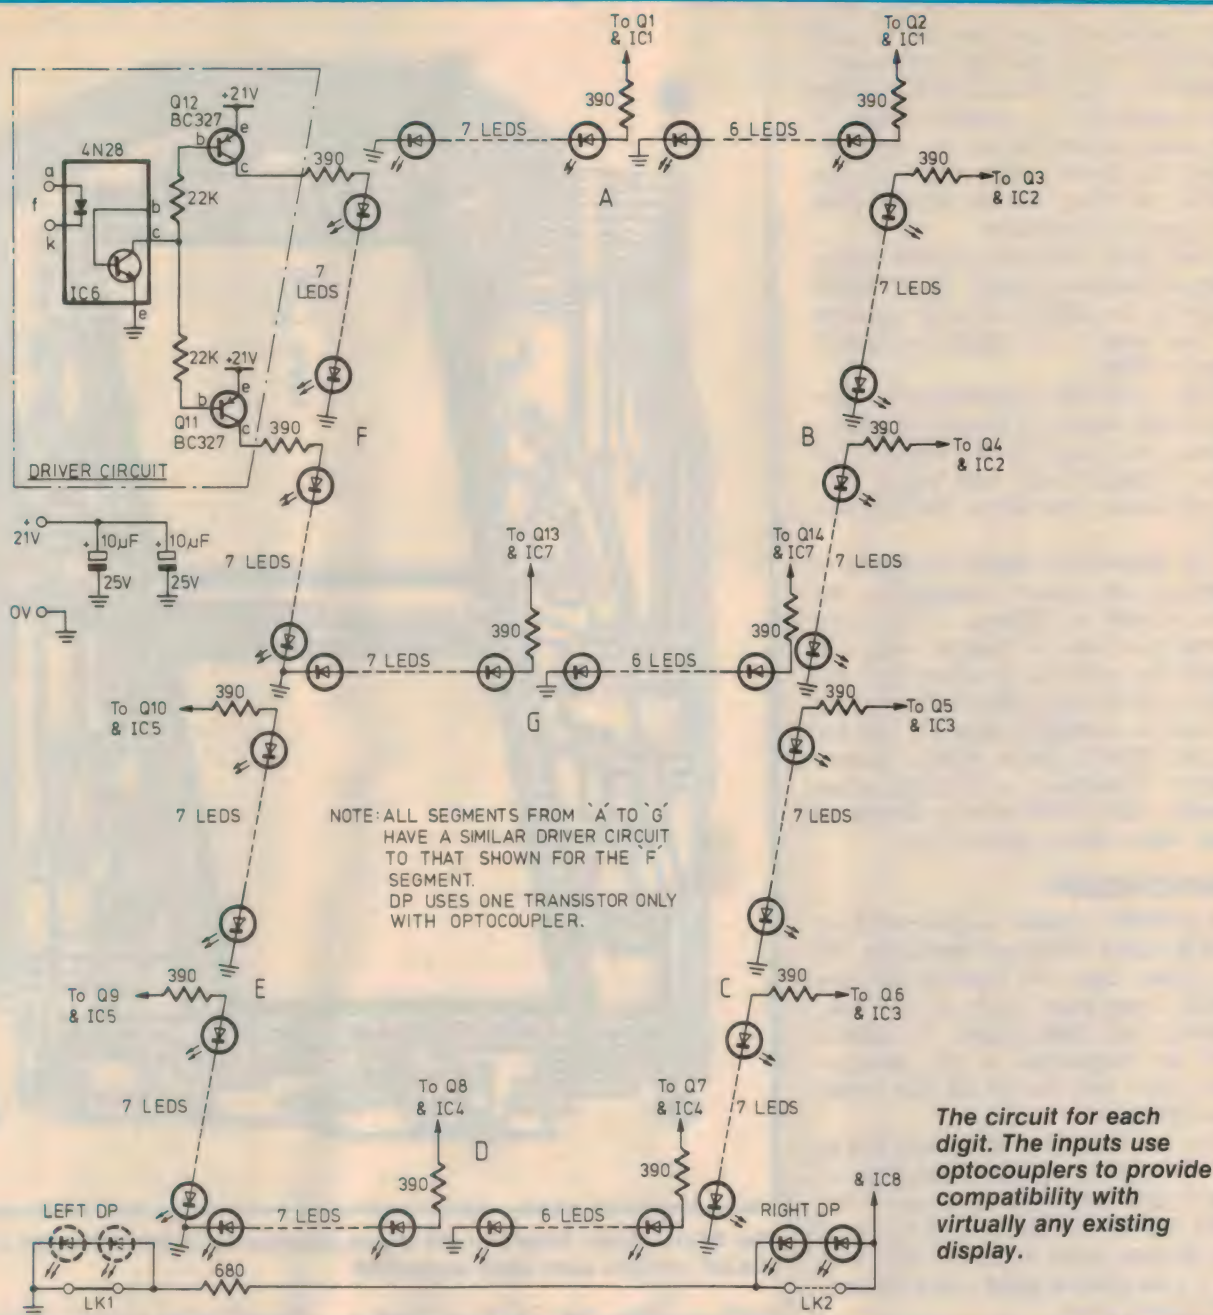 To Q1
& IC1
To Q2
& IC1
390
390
7 LEDS
6 LEDS
A
Q12
BC327
+21V
e
b
c
390
4N28
a
f
k
b
c
IC6
e
22K
22K
+21V
e
b
c
Q11
BC327
390
DRIVER CIRCUIT
7
LEDS
F
390
To Q3
& IC2
7 LEDS
B
390
To Q4
& IC2
+
21V
+
10µF
25V
+
10µF
25V
0V
7 LEDS
To Q13
& IC7
390
To Q14
& IC7
390
7 LEDS
7 LEDS
6 LEDS
G
390
To Q10
& IC5
390
To Q5
& IC3
7 LEDS
7 LEDS
NOTE: ALL SEGMENTS FROM `A´ TO `G´
HAVE A SIMILAR DRIVER CIRCUIT
TO THAT SHOWN FOR THE `F´
SEGMENT.
DP USES ONE TRANSISTOR ONLY
WITH OPTOCOUPLER.
390
To Q9
& IC5
E
C
390
To Q6
& IC3
7 LEDS
To Q8
& IC4
390
D
To Q7
& IC4
390
7 LEDS
The circuit for each
digit. The inputs use
optocouplers to provide
compatibility with
virtually any existing
display.
& IC8
LEFT DP
7 LEDS
6 LEDS
RIGHT DP
680
LK1
LK2